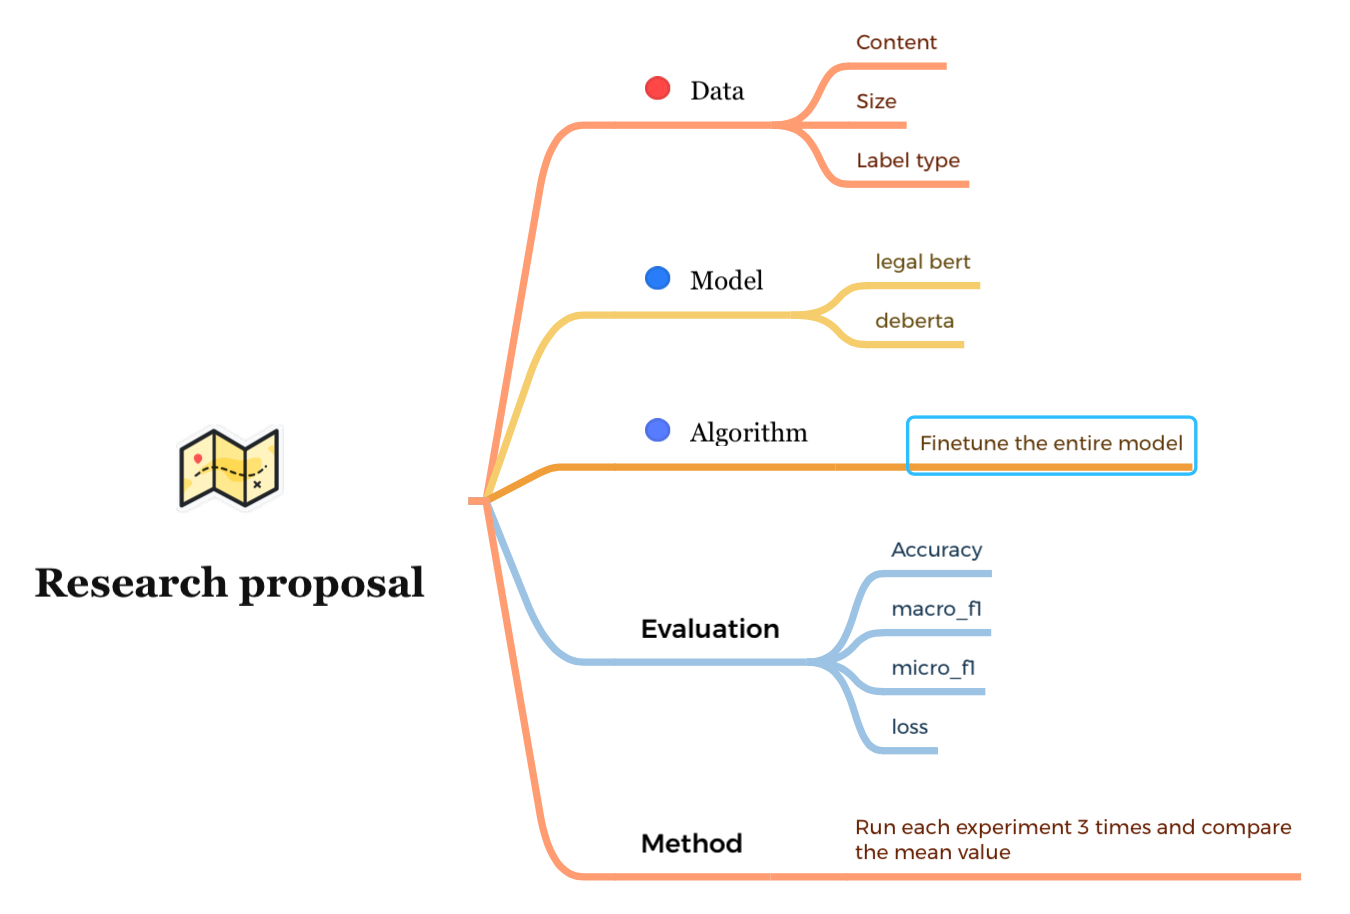 Research proposal
Data
Content
Size
Label type
Model
legal bert
deberta
Algorithm
Finetune the entire model
Evaluation
Accuracy
macro_f1
micro_f1
loss
Method
Run each experiment 3 times and compare
the mean value